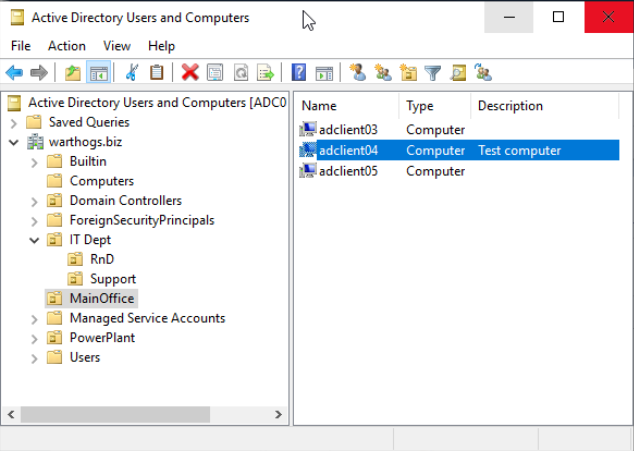 Active Directory Users and Computers
File Action View Help
Active Directory Users and Computers [ADC0
Saved Queries
warthogs.biz
Builtin
Computers
Domain Controllers
ForeignSecurityPrincipals
IT Dept
RnD
Support
MainOffice
Managed Service Accounts
PowerPlant
Users
Name Type Description
adclient03 Computer
adclient04 Computer Test computer
adclient05 Computer